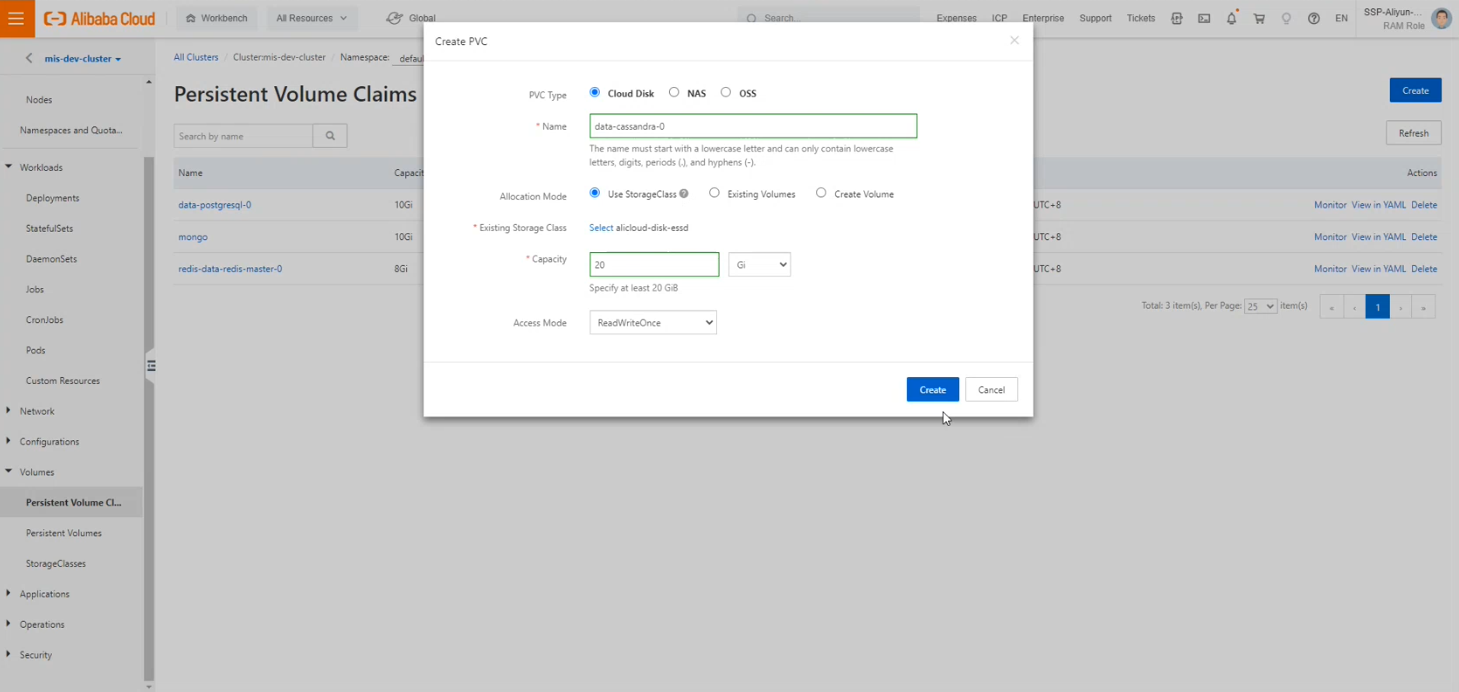 Alibaba Cloud
Workbench
All Resources
Global
Search...
Expenses
ICP
Enterprise
Support
Tickets
EN
SSP-Aliyun-...
RAM Role
mis-dev-cluster
Nodes
Namespaces and Quota...
Workloads
Deployments
StatefulSets
DaemonSets
Jobs
CronJobs
Pods
Custom Resources
Network
Configurations
Volumes
Persistent Volume Cl...
Persistent Volumes
StorageClasses
Applications
Operations
Security
All Clusters / Cluster:mis-dev-cluster / Namespace: defau
Persistent Volume Claims
Create
Search by name
Refresh
Name
Capacit
Actions
data-postgresql-0
10Gi
UTC+8
Monitor View in YAML Delete
mongo
10Gi
UTC+8
Monitor View in YAML Delete
redis-data-redis-master-0
8Gi
UTC+8
Monitor View in YAML Delete
Total: 3 item(s), Per Page: 25 item(s)
« ‹ 1 › »
Create PVC
PVC Type
Cloud Disk
NAS
OSS
* Name
data-cassandra-0
The name must start with a lowercase letter and can only contain lowercase
letters, digits, periods (.), and hyphens (-).
Allocation Mode
Use StorageClass
Existing Volumes
Create Volume
* Existing Storage Class
Select alicloud-disk-essd
* Capacity
20
Gi
Specify at least 20 GiB
Access Mode
ReadWriteOnce
Create
Cancel